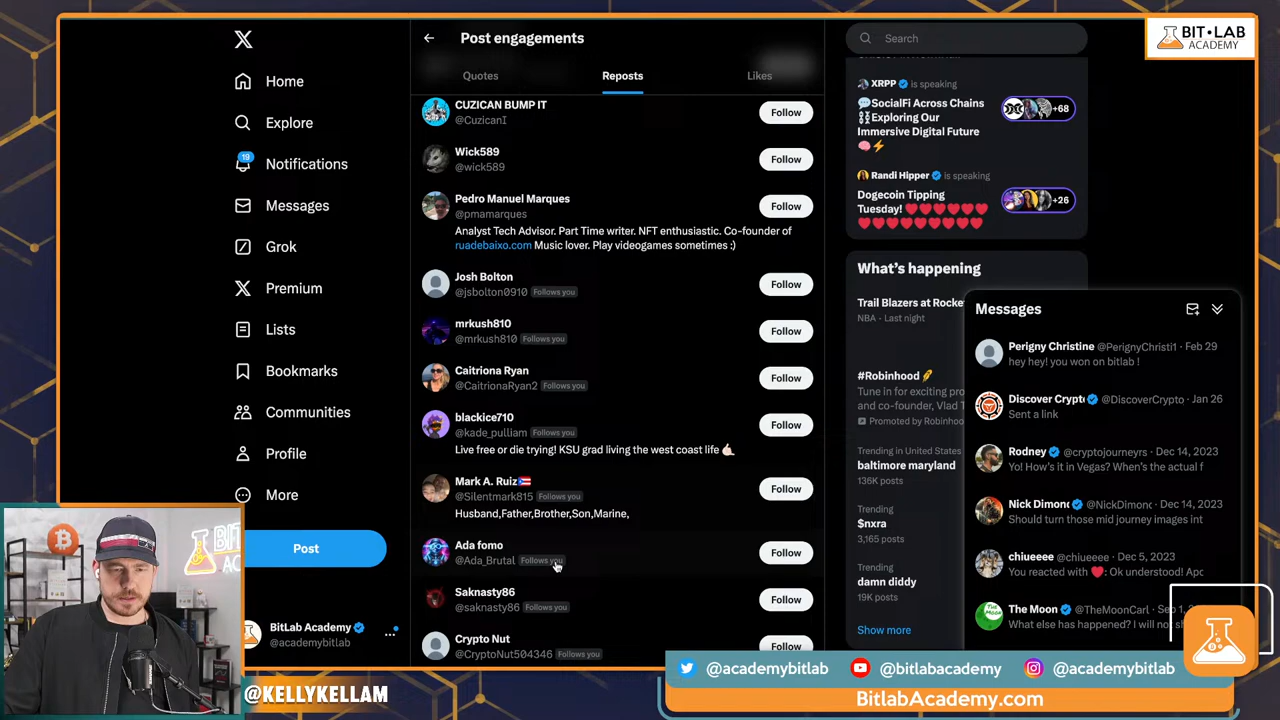 Home
Explore
19
Notifications
Messages
Grok
Premium
Lists
Bookmarks
Communities
Profile
More
Post
BitLab Academy
@academybitlab
Post engagements
Quotes
Reposts
Likes
CUZICAN BUMP IT
@CuzicanI
Follow
Wick589
@wick589
Follow
Pedro Manuel Marques
@pmamarques
Follow
Analyst Tech Advisor. Part Time writer. NFT enthusiastic. Co-founder of
ruadebaixo.com Music lover. Play videogames sometimes :)
Josh Bolton
@jsbolton0910 Follows you
Follow
mrkush810
@mrkush810 Follows you
Follow
Caitriona Ryan
@CaitrionaRyan2 Follows you
Follow
blackice710
@kade_pulliam Follows you
Follow
Live free or die trying! KSU grad living the west coast life 🤙🏻
Mark A. Ruiz🇵🇷
@Silentmark815 Follows you
Follow
Husband,Father,Brother,Son,Marine,
Ada fomo
@Ada_Brutal Follows you
Follow
Saknasty86
@saknasty86 Follows you
Follow
Crypto Nut
@CryptoNut504346 Follows you
Follow
Search
XRPP is speaking
💬SocialFi Across Chains
⛓️Exploring Our
Immersive Digital Future
🧠⚡
+68
Randi Hipper is speaking
Dogecoin Tipping
Tuesday! ❤️❤️❤️❤️❤️❤️
❤️❤️❤️❤️❤️❤️❤️❤️❤️
+26
What's happening
Trail Blazers at Rocke
NBA · Last night
#Robinhood
Tune in for exciting pro
and co-founder, Vlad T
Promoted by Robinhoo
Trending in United States
baltimore maryland
136K posts
Trending
$nxra
3,165 posts
Trending
damn diddy
19K posts
Show more
Messages
Perigny Christine @PerignyChristi1 · Feb 29
hey hey! you won on bitlab !
Discover Crypto @DiscoverCrypto · Jan 26
Sent a link
Rodney @cryptojourneyrs · Dec 14, 2023
Yo! How's it in Vegas? When's the actual f
Nick Dimond @NickDimonc · Dec 14, 2023
Should turn those mid journey images int
chiueeee @chiueeee · Dec 5, 2023
You reacted with ❤️: Ok understood! Apc
THE MOON
The Moon @TheMoonCarl · Sep 1, 2
What else has happened? I will no
BIT·LAB
ACADEMY
@KELLYKELLAM
@academybitlab
@bitlabacademy
@academybitlab
BitlabAcademy.com